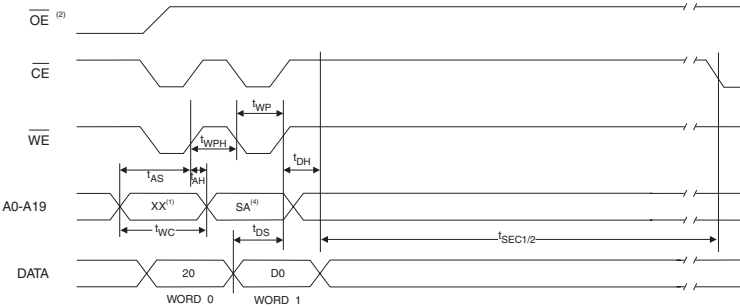 OE (2)
CE
tWP
WE
tWPH
tDH
tAS
tAH
A0-A19
XX(1)
SA(4)
tWC
tDS
tSEC1/2
DATA
20
D0
WORD 0
WORD 1